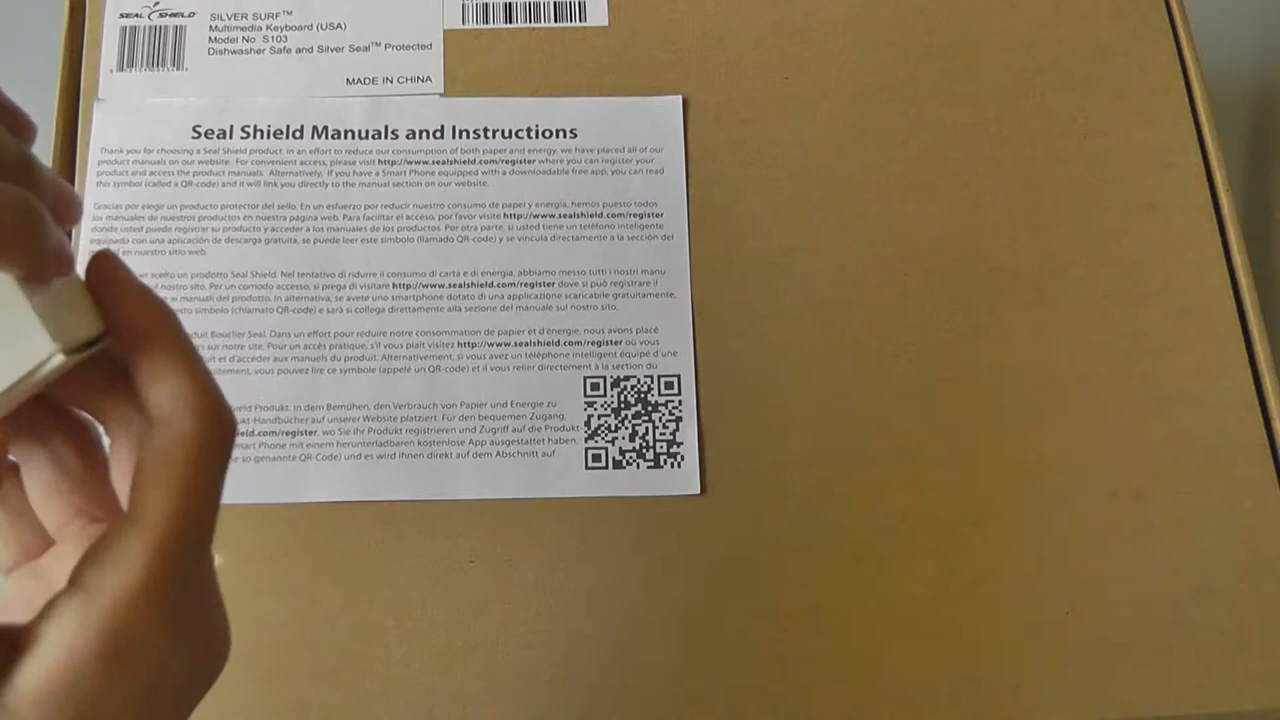 SEAL SHIELD
SILVER SURF™
Multimedia Keyboard (USA)
Model No. S103
Dishwasher Safe and Silver Seal™ Protected
MADE IN CHINA
Seal Shield Manuals and Instructions
Thank you for choosing a Seal Shield product. In an effort to reduce our consumption of both paper and energy, we have placed all of our
product manuals on our website. For convenient access, please visit http://www.sealshield.com/register where you can register your
product and access the product manuals. Alternatively, if you have a Smart Phone equipped with a downloadable free app, you can read
this symbol (called a QR-code) and it will link you directly to the manual section on our website.
Gracias por elegir un producto protector del sello. En un esfuerzo por reducir nuestro consumo de papel y energía, hemos puesto todos
los manuales de nuestros productos en nuestra página web. Para facilitar el acceso, por favor visite http://www.sealshield.com/register
donde usted puede registrar su producto y acceder a los manuales de productos. Por otra parte, si usted tiene un teléfono inteligente
equipado con una aplicación de descarga gratuita, se puede leer este símbolo (llamado QR-code) y se vincula directamente a la sección del
en nuestro sitio web.
scelto un prodotto Seal Shield. Nel tentativo di ridurre il consumo di carta e di energia, abbiamo messo tutti i nostri manu
nostro sito. Per un comodo accesso, si prega di visitare http://www.sealshield.com/register dove si può registrare il
ai manuali del prodotto. In alternativa, se avete uno smartphone dotato di una applicazione scaricabile gratuitamente,
simbolo (chiamato QR-code) e sarà si collega direttamente alla sezione del manuale sul nostro sito.
Bouclier Seal. Dans un effort pour réduire notre consommation de papier et d'énergie, nous avons placé
sur notre site. Pour un accès pratique, s'il vous plaît visitez http://www.sealshield.com/register où vous
et d'accéder aux manuels du produit. Alternativement, si vous avez un téléphone intelligent équipé d'une
vous pouvez lire ce symbole (appelé un QR-code) et il vous relier directement à la section du
Produkt. In dem Bemühen, den Verbrauch von Papier und Energie zu
-Handbücher auf unserer Website platziert. Für den bequemen Zugang
ield.com/register, wo Sie Ihr Produkt registrieren und Zugriff auf die Produkt
mart Phone mit einem herunterladbaren kostenlose App ausgestattet haben,
so genannte QR-Code) und es wird Ihnen direkt auf dem Abschnitt auf